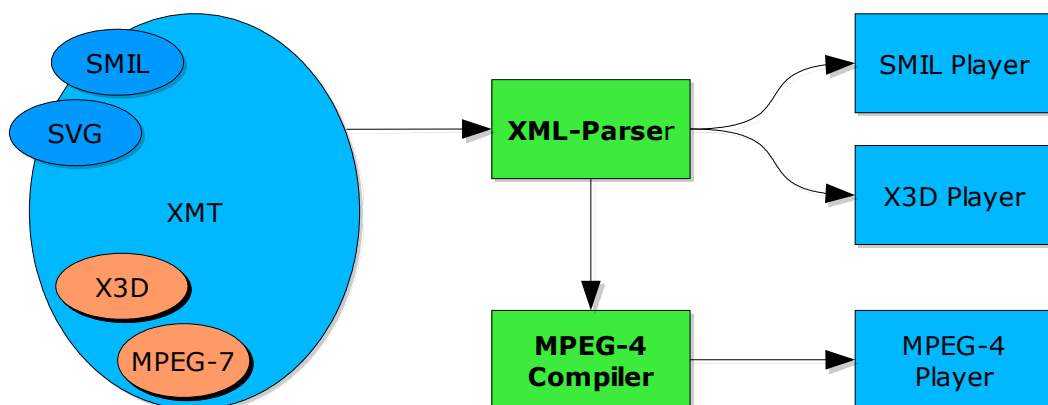 SMIL
SVG
XMT
X3D
MPEG-7
XML-Parser
MPEG-4
Compiler
SMIL Player
X3D Player
MPEG-4
Player